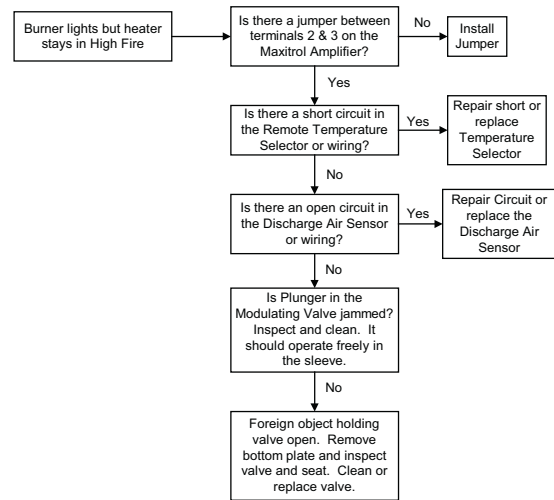 Burner lights but heater
stays in High Fire
Is there a jumper between
terminals 2 & 3 on the
Maxitrol Amplifier?
No
Install
Jumper
Yes
Is there a short circuit in
the Remote Temperature
Selector or wiring?
Yes
Repair short or
replace
Temperature
Selector
No
Is there an open circuit in
the Discharge Air Sensor
or wiring?
Yes
Repair Circuit or
replace the
Discharge Air
Sensor
No
Is Plunger in the
Modulating Valve jammed?
Inspect and clean.  It
should operate freely in
the sleeve.
No
Foreign object holding
valve open.  Remove
bottom plate and inspect
valve and seat.  Clean or
replace valve.